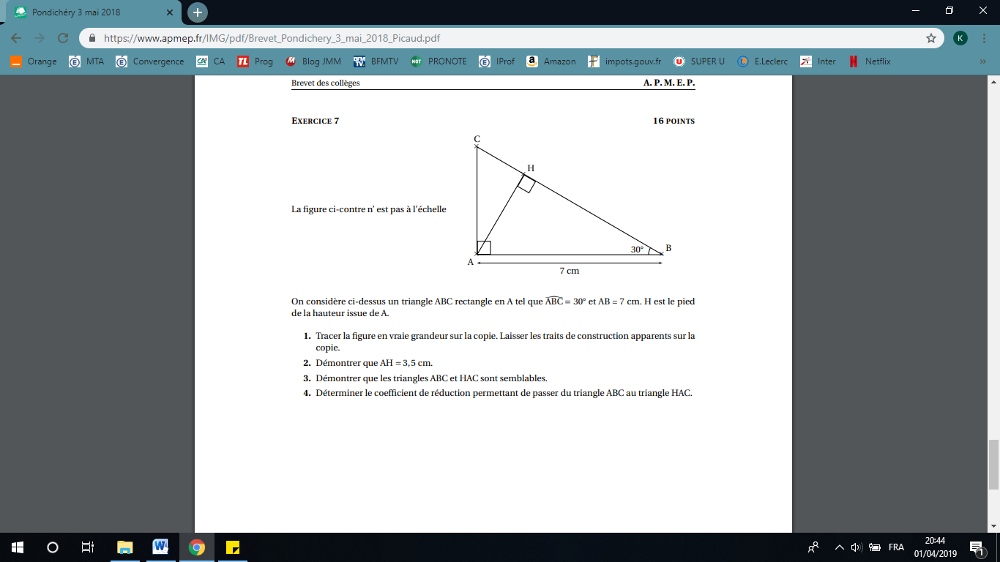 Pondichéry 3 mai 2018
https://www.apmep.fr/IMG/pdf/Brevet_Pondichery_3_mai_2018_Picaud.pdf
K
Orange MTA Convergence CA Prog Blog JMM BFMTV PRONOTE IProf Amazon impots.gouv.fr SUPER U E.Leclerc Inter Netflix »
Brevet des collèges A. P. M. E. P.
EXERCICE 7 16 POINTS
C
H
La figure ci-contre n' est pas à l'échelle
30° B
A
7 cm
On considère ci-dessus un triangle ABC rectangle en A tel que ABC = 30° et AB = 7 cm. H est le pied
de la hauteur issue de A.
1. Tracer la figure en vraie grandeur sur la copie. Laisser les traits de construction apparents sur la
copie.
2. Démontrer que AH = 3,5 cm.
3. Démontrer que les triangles ABC et HAC sont semblables.
4. Déterminer le coefficient de réduction permettant de passer du triangle ABC au triangle HAC.
FRA
20:44
01/04/2019
1